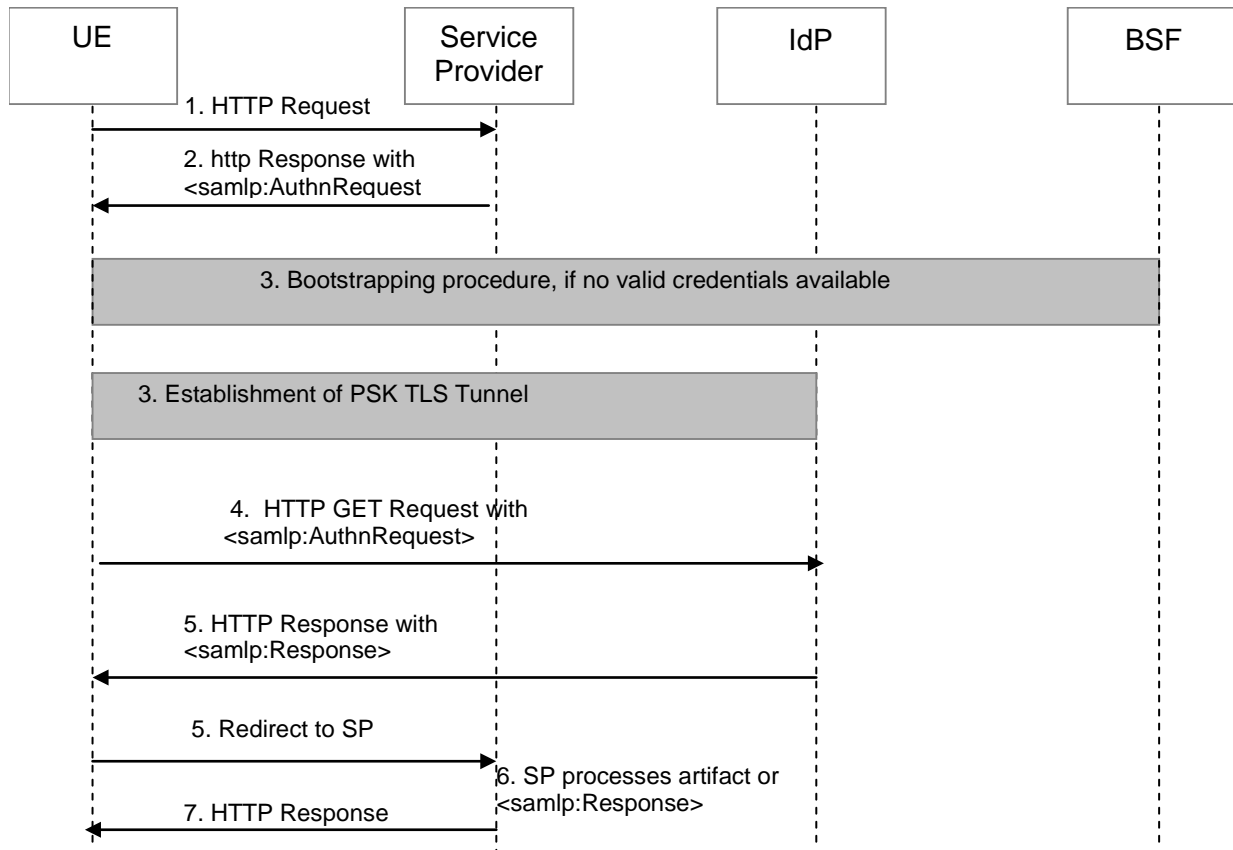 UE
Service
Provider
IdP
BSF
1. HTTP Request
2. http Response with
<samlp:AuthnRequest
3. Bootstrapping procedure, if no valid credentials available
3. Establishment of PSK TLS Tunnel
4. HTTP GET Request with
<samlp:AuthnRequest>
5. HTTP Response with
<samlp:Response>
5. Redirect to SP
6. SP processes artifact or
<samlp:Response>
7. HTTP Response